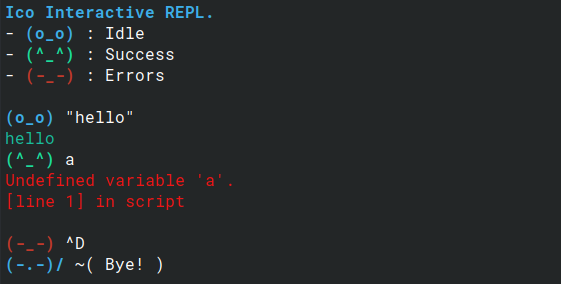 Ico Interactive REPL.
- (o_o) : Idle
- (^_^) : Success
- (-_-) : Errors
(o_o) "hello"
hello
(^_^) a
Undefined variable 'a'.
[line 1] in script
(-_-) ^D
(-.-)/ ~( Bye! )